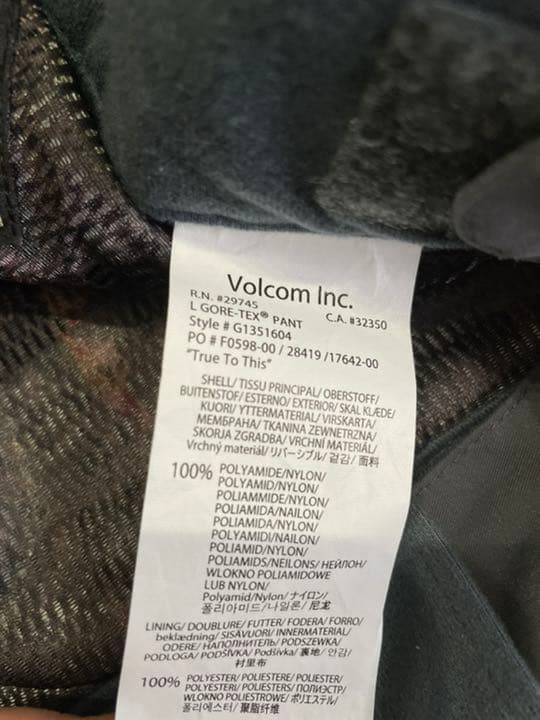 Volcom Inc.
R.N. #29745 C.A. #32350
L GORE-TEX® PANT
Style # G1351604
PO # F0598-00 / 28419 /17642-00
"True To This"
SHELL/ TISSU PRINCIPAL/ OBERSTOFF/
BUITENSTOF/ ESTERNO/ EXTERIOR/ SKAL KLÆDE/
KUORI/ YTTERMATERIAL/ VIRSKARTA/
МЕМБРАНА/ TKANINA ZEWNETRZNA/
SKORJA ZGRADBA/ VRCHNÍ MATERIÁL/
Vrchný materiál/ リバーシブル/ 겉감/ 面料
100% POLYAMIDE/NYLON/
POLYAMID/NYLON/
POLIAMMIDE/NYLON/
POLIAMIDA/NAILON/
POLIAMIDA/NYLON/
POLYAMIDI/NAILON/
POLIAMID/NYLON/
POLIAMIDS/NEILONS/ НЕЙЛОН/
WLOKNO POLIAMIDOWE
LUB NYLON/
Polyamid/Nylon/ ナイロン/
폴리아미드/나일론/ 尼龙
LINING/ DOUBLURE/ FUTTER/ FODERA/ FORRO/
beklædning/ SISÄVUORI/ INNERMATERIAL/
ODERE/ НАПОЛНИТЕЛЬ/ PODSZEWKA/
PODLOGA/ PODŠÍVKA/ Podšívka/ 裏地/ 안감/
衬里布
100% POLYESTER/ POLIESTERE/ POLIESTER/
POLYESTERI/ POLIESTERS/ ПОЛИЭСТР/
WLOKNO POLIESTROWE/ ポリエステル/
폴리에스터/ 聚脂纤维